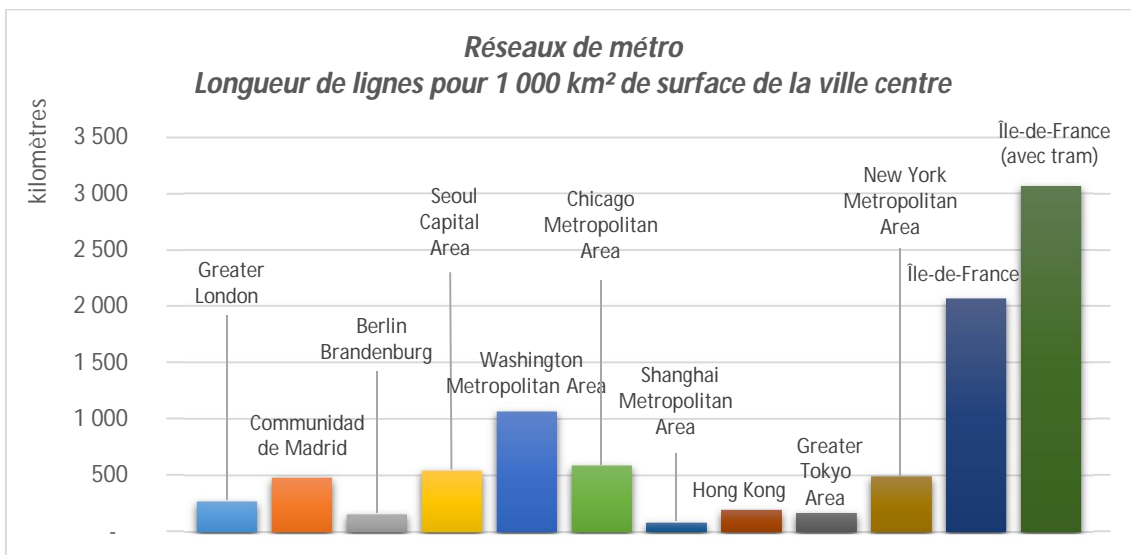 Réseaux de métro
Longueur de lignes pour 1 000 km² de surface de la ville centre
kilomètres
3 500
3 000
2 500
2 000
1 500
1 000
500
-
Greater
London
Communidad
de Madrid
Berlin
Brandenburg
Seoul
Capital
Area
Washington
Metropolitan Area
Chicago
Metropolitan
Area
Shanghai
Metropolitan
Area
Hong Kong
Greater
Tokyo
Area
New York
Metropolitan
Area
Île-de-France
Île-de-France
(avec tram)